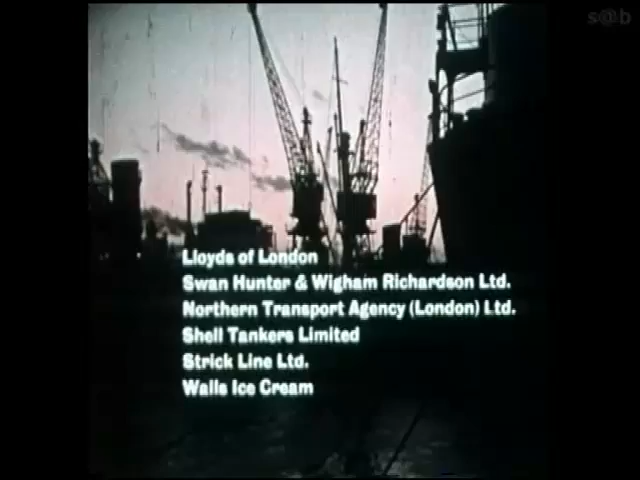 s@b
Lloyds of London
Swan Hunter & Wigham Richardson Ltd.
Northern Transport Agency (London) Ltd.
Shell Tankers Limited
Strick Line Ltd.
Walls Ice Cream